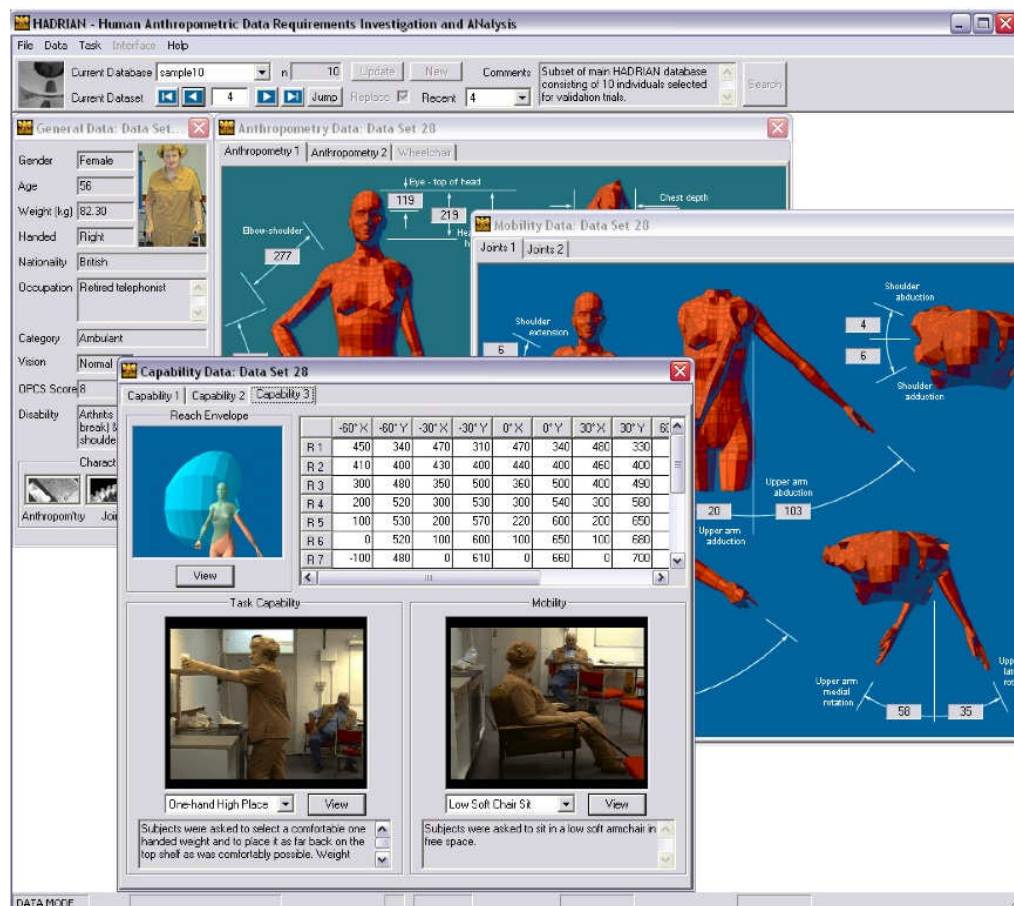 HADRIAN - Human Anthropometric Data Requirements Investigation and ANalysis
File Data Task Interface Help
Current Database sample10 n 10 Update New Comments Subset of main HADRIAN database
consisting of 10 individuals selected
for validation trials.
Search
Current Dataset 4 Jump Replace Recent 4
General Data: Data Set...
Gender Female
Age 56
Weight (kg) 82.30
Handed Right
Nationality British
Occupation Retired telephonist
Category Ambulant
Vision Normal
OPCS Score 8
Disability Arthritis
break) &
shoulde
Charact
Anthropom'try Joi
Anthropometry Data: Data Set 28
Anthropometry 1 Anthropometry 2 Wheelchair
Eye - top of head
119
219
Chest depth
Elbow-shoulder
277
Mobility Data: Data Set 28
Joints 1 Joints 2
Shoulder
extension
6
Shoulder
abduction
4
6
Shoulder
adduction
Upper arm
abduction
20 103
Upper arm
adduction
Upper arm
medial
rotation
58 35
Capability Data: Data Set 28
Capability 1 Capability 2 Capability 3
Reach Envelope
View
-60° X -60° Y -30° X -30° Y 0° X 0° Y 30° X 30° Y
R 1 450 340 470 310 470 340 480 330
R 2 410 400 430 400 440 400 460 400
R 3 300 480 350 500 360 500 400 490
R 4 200 520 300 530 300 540 300 580
R 5 100 530 200 570 220 600 200 650
R 6 0 520 100 600 100 650 100 680
R 7 -100 480 0 610 0 660 0 700
Task Capability
One-hand High Place View
Subjects were asked to select a comfortable one
handed weight and to place it as far back on the
top shelf as was comfortably possible. Weight
Mobility
Low Soft Chair Sit View
Subjects were asked to sit in a low soft armchair in
free space.
DATA MODE